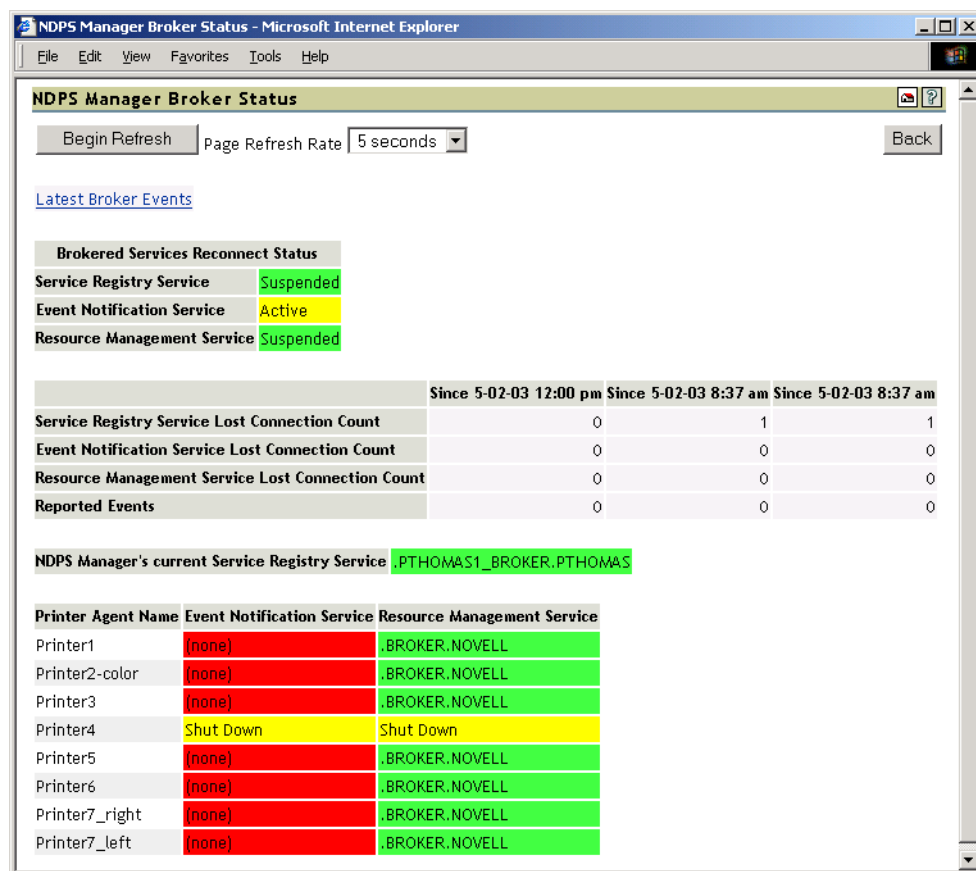 NDPS Manager Broker Status - Microsoft Internet Explorer
File Edit View Favorites Tools Help
NDPS Manager Broker Status
?
Begin Refresh Page Refresh Rate 5 seconds Back
Latest Broker Events
Brokered Services Reconnect Status
Service Registry Service Suspended
Event Notification Service Active
Resource Management Service Suspended
Since 5-02-03 12:00 pm Since 5-02-03 8:37 am Since 5-02-03 8:37 am
Service Registry Service Lost Connection Count 0 1 1
Event Notification Service Lost Connection Count 0 0 0
Resource Management Service Lost Connection Count 0 0 0
Reported Events 0 0 0
NDPS Manager's current Service Registry Service .PTHOMAS1_BROKER.PTHOMAS
Printer Agent Name Event Notification Service Resource Management Service
Printer1 (none) .BROKER.NOVELL
Printer2-color (none) .BROKER.NOVELL
Printer3 (none) .BROKER.NOVELL
Printer4 Shut Down Shut Down
Printer5 (none) .BROKER.NOVELL
Printer6 (none) .BROKER.NOVELL
Printer7_right (none) .BROKER.NOVELL
Printer7_left (none) .BROKER.NOVELL